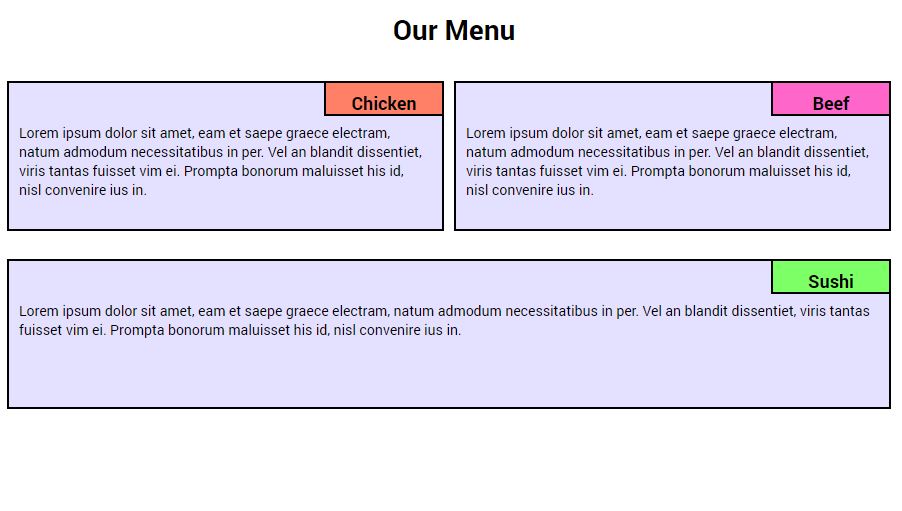 Our Menu
Chicken
Lorem ipsum dolor sit amet, eam et saepe graece electram,
natum admodum necessitatibus in per. Vel an blandit dissentiet,
viris tantas fuisset vim ei. Prompta bonorum maluisset his id,
nisl convenire ius in.
Beef
Lorem ipsum dolor sit amet, eam et saepe graece electram,
natum admodum necessitatibus in per. Vel an blandit dissentiet,
viris tantas fuisset vim ei. Prompta bonorum maluisset his id,
nisl convenire ius in.
Sushi
Lorem ipsum dolor sit amet, eam et saepe graece electram, natum admodum necessitatibus in per. Vel an blandit dissentiet, viris tantas
fuisset vim ei. Prompta bonorum maluisset his id, nisl convenire ius in.